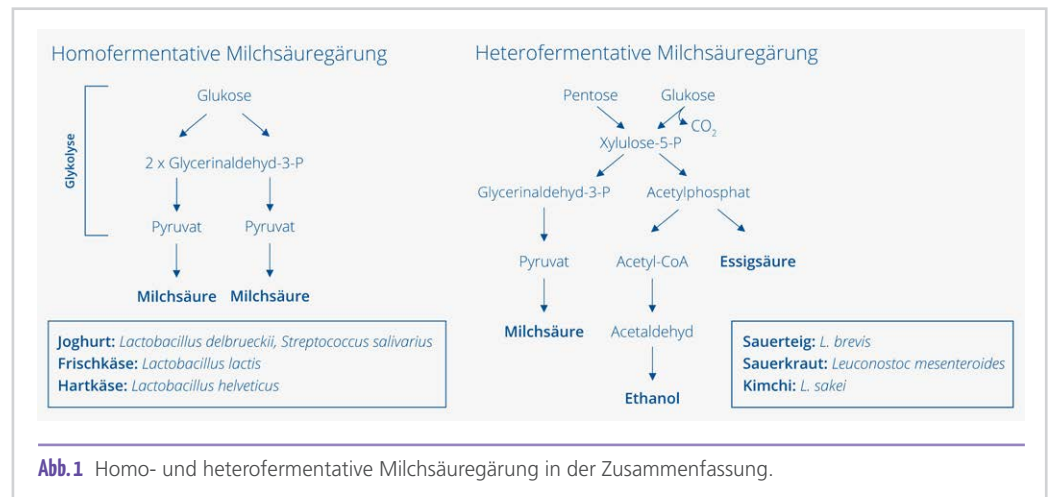 Homofermentative Milchsäuregärung
Glykolyse
Glukose
2 x Glycerinaldehyd-3-P
Pyruvat Pyruvat
Milchsäure Milchsäure
Joghurt: Lactobacillus delbrueckii, Streptococcus salivarius
Frischkäse: Lactobacillus lactis
Hartkäse: Lactobacillus helveticus
Heterofermentative Milchsäuregärung
Pentose Glukose
CO₂
Xylulose-5-P
Glycerinaldehyd-3-P Acetylphosphat
Pyruvat Acetyl-CoA Essigsäure
Milchsäure Acetaldehyd
Ethanol
Sauerteig: L. brevis
Sauerkraut: Leuconostoc mesenteroides
Kimchi: L. sakei
Abb. 1 Homo- und heterofermentative Milchsäuregärung in der Zusammenfassung.